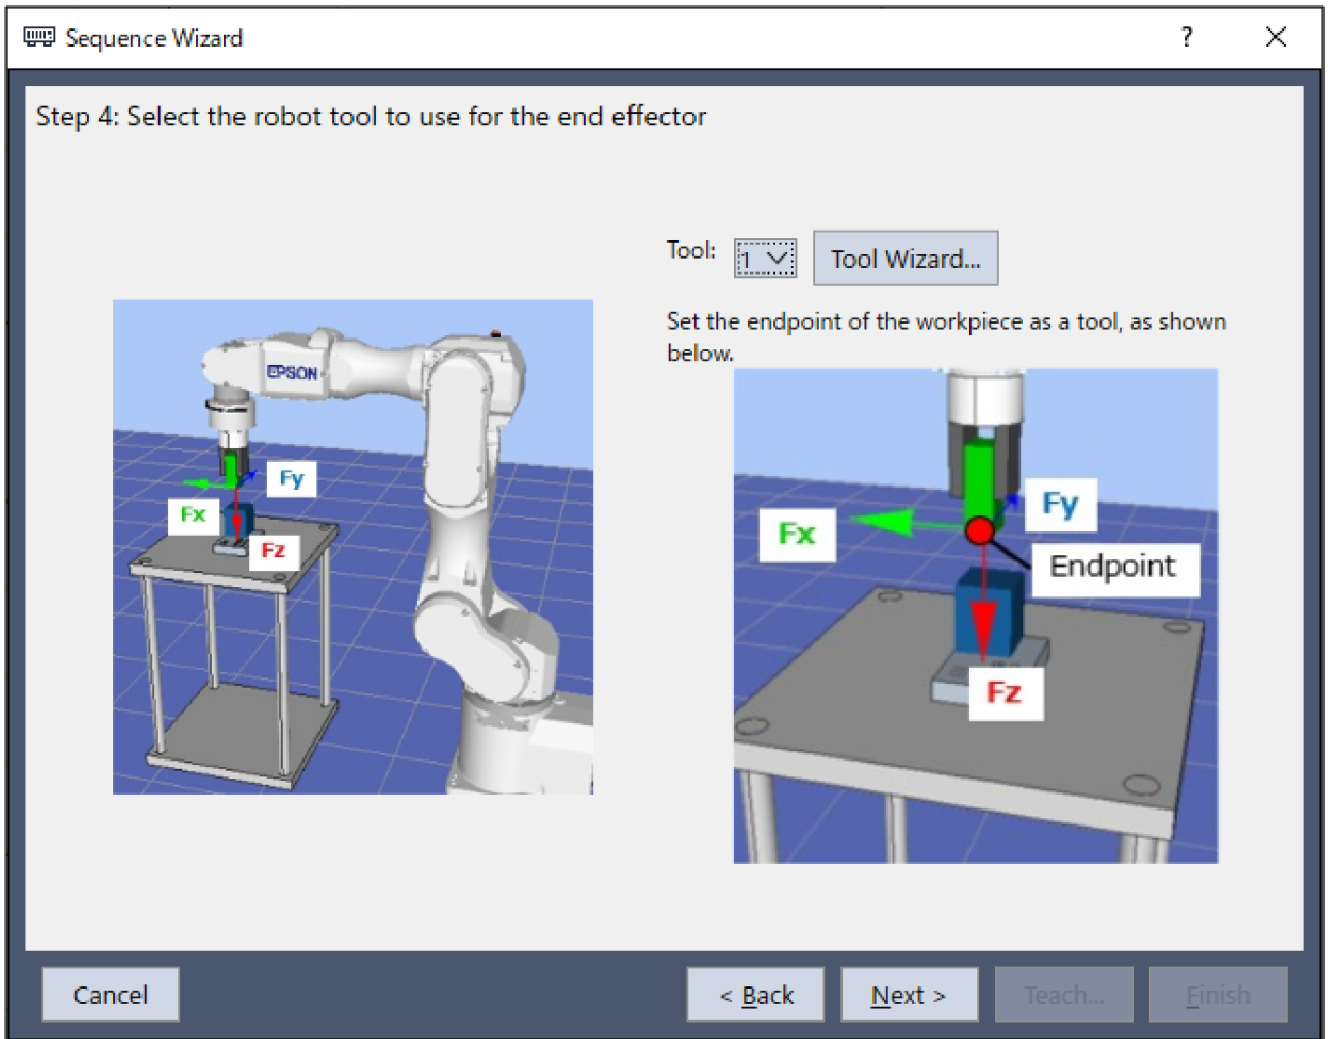 Sequence Wizard
?
Step 4: Select the robot tool to use for the end effector
Tool:
1
Tool Wizard...
Set the endpoint of the workpiece as a tool, as shown
below.
EPSON
Fy
Fx
Fz
Fy
Fx
Endpoint
Fz
Cancel
< Back
Next >
Teach...
Finish